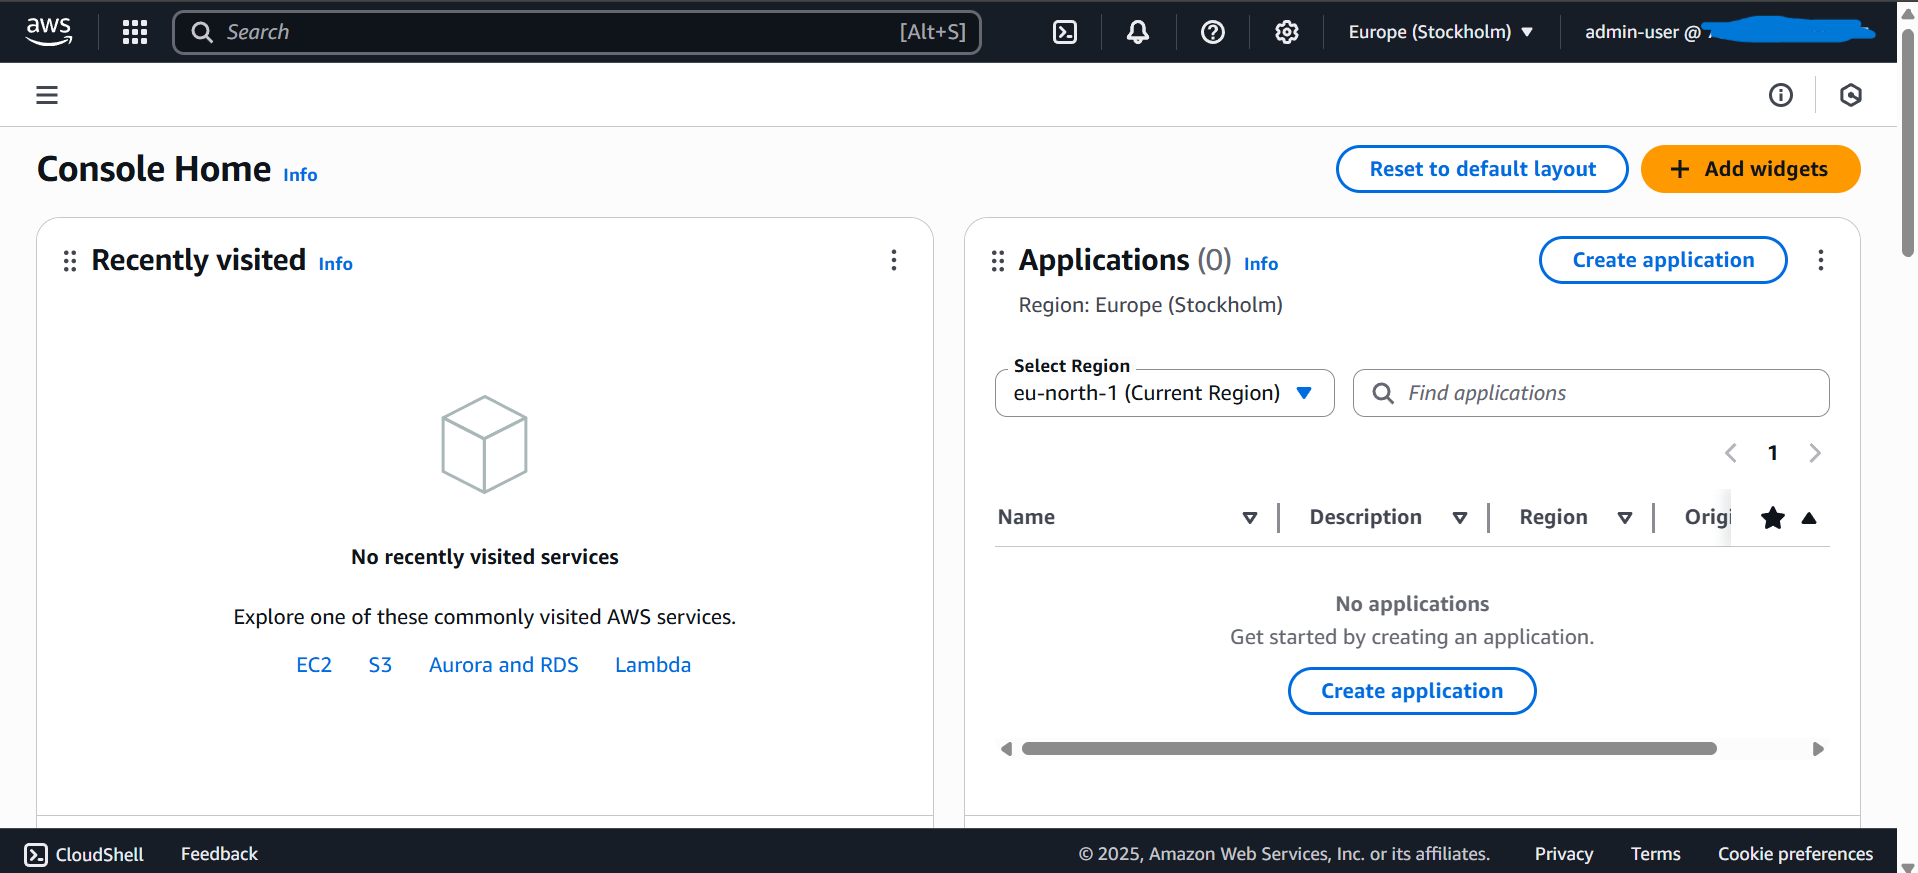 aws
Search [Alt+S]
Europe (Stockholm)
admin-user @
Console Home Info
Reset to default layout
+ Add widgets
Recently visited Info
No recently visited services
Explore one of these commonly visited AWS services.
EC2 S3 Aurora and RDS Lambda
Applications (0) Info
Create application
Region: Europe (Stockholm)
Select Region
eu-north-1 (Current Region)
Find applications
1
Name Description Region Origi
No applications
Get started by creating an application.
Create application
CloudShell Feedback © 2025, Amazon Web Services, Inc. or its affiliates. Privacy Terms Cookie preferences